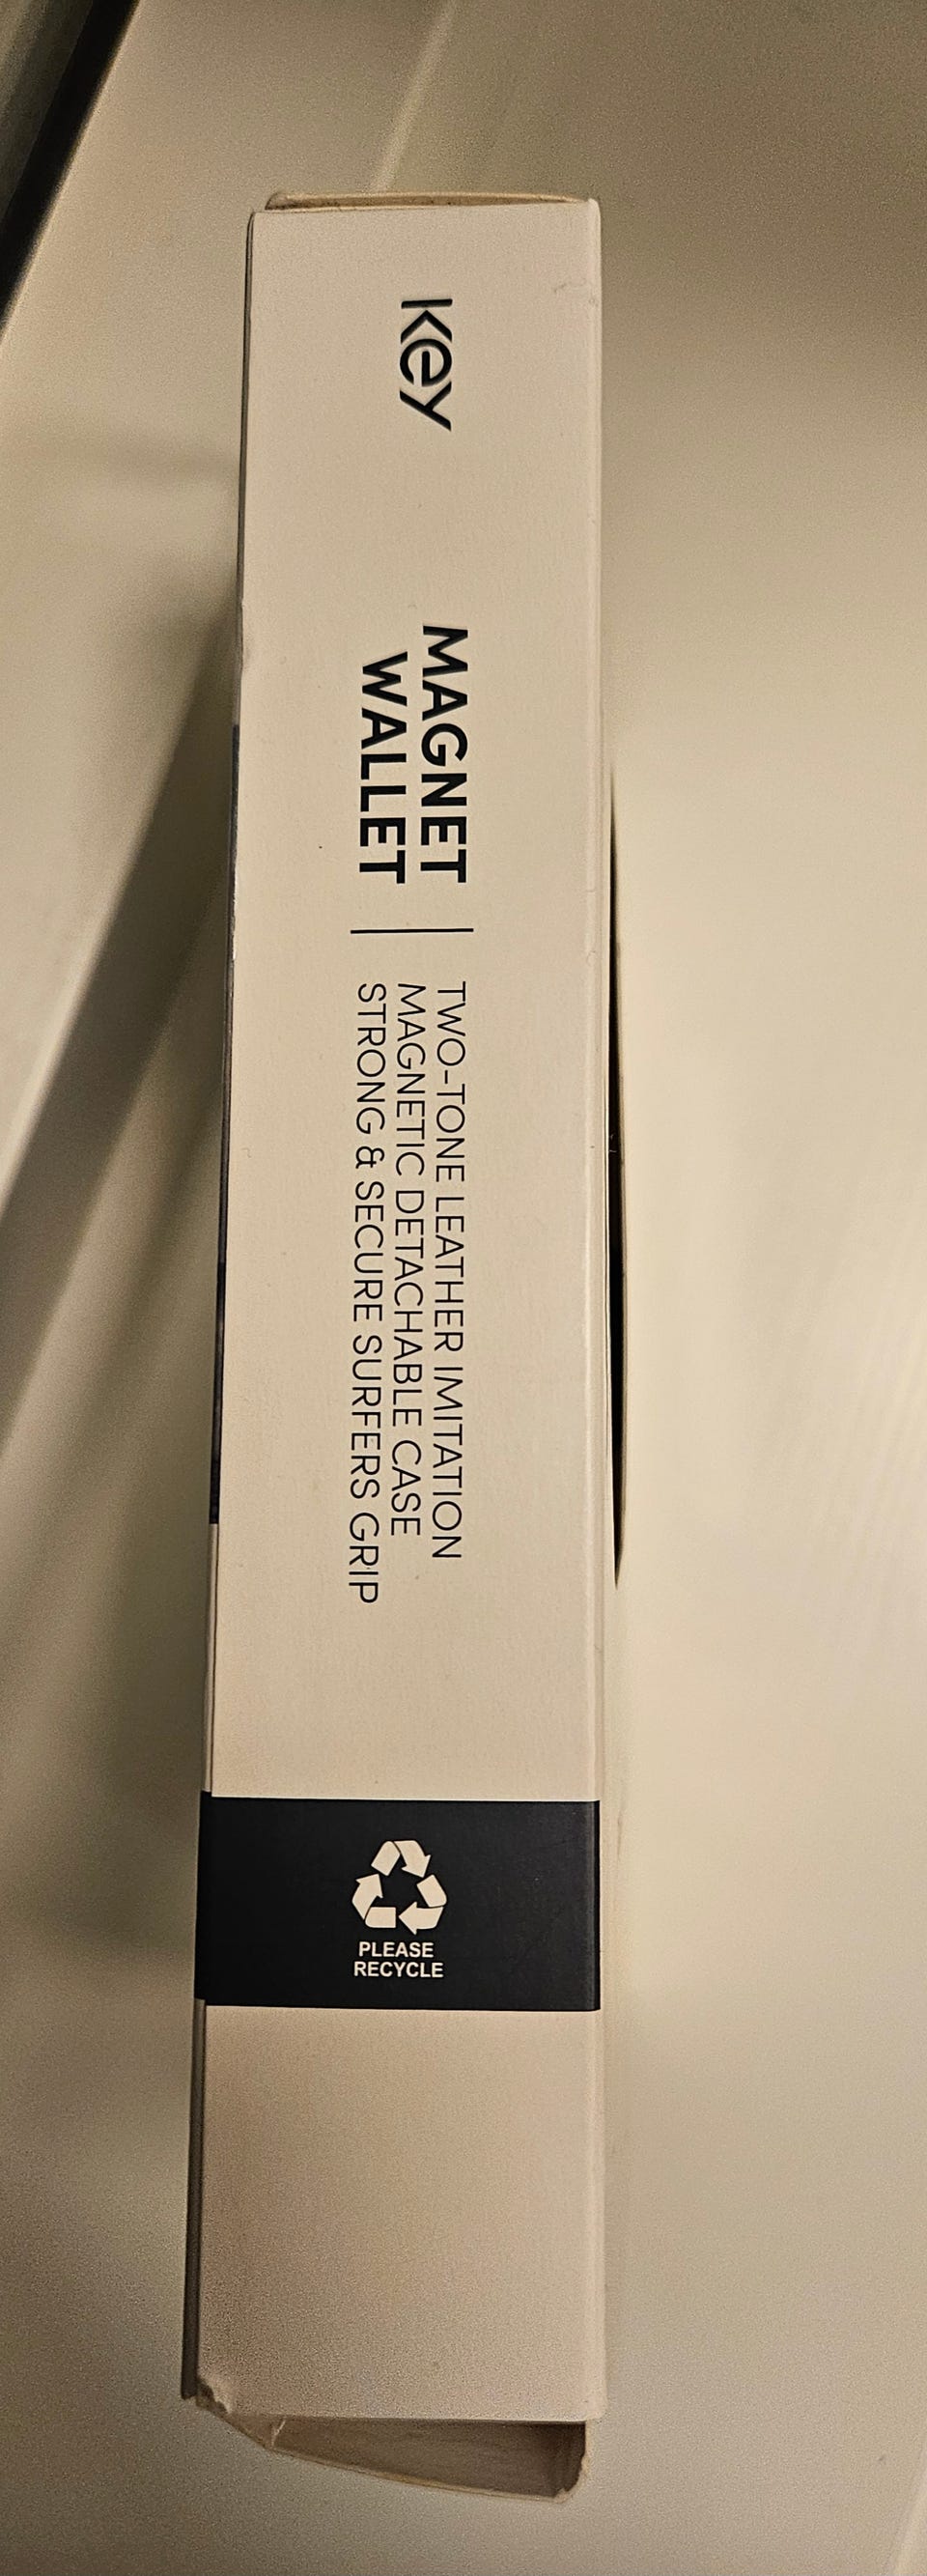 key
MAGNET
WALLET
TWO-TONE LEATHER IMITATION
MAGNETIC DETACHABLE CASE
STRONG & SECURE SURFERS GRIP
PLEASE
RECYCLE